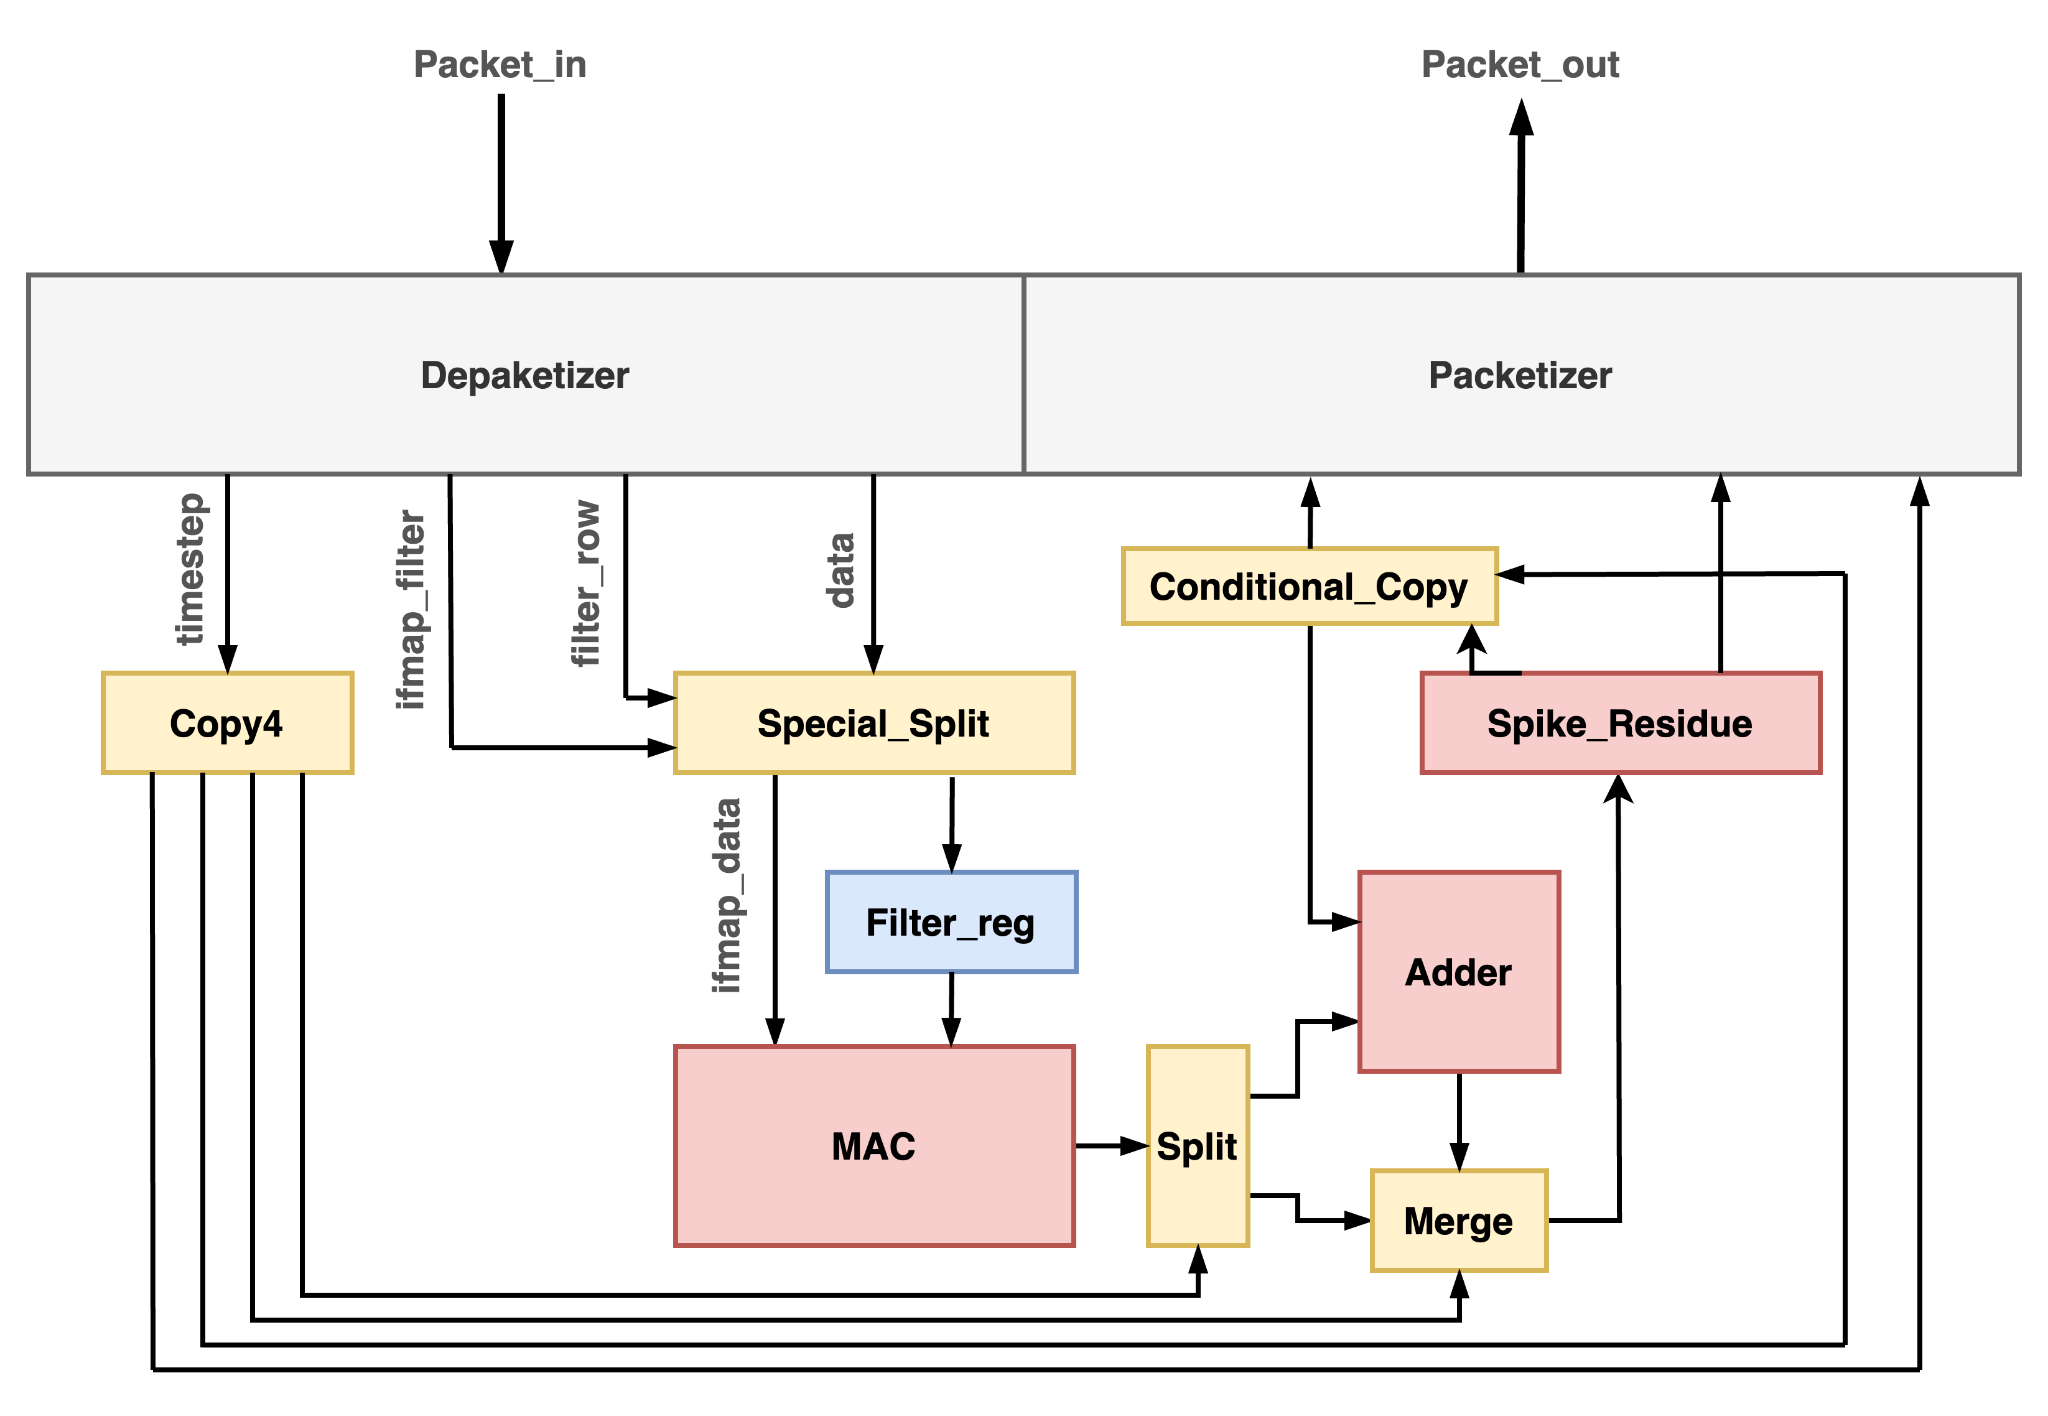 Packet_in
Packet_out
Depaketizer
Packetizer
timestep
ifmap_filter
filter_row
data
Conditional_Copy
Copy4
Special_Split
Spike_Residue
ifmap_data
Filter_reg
Adder
MAC
Split
Merge